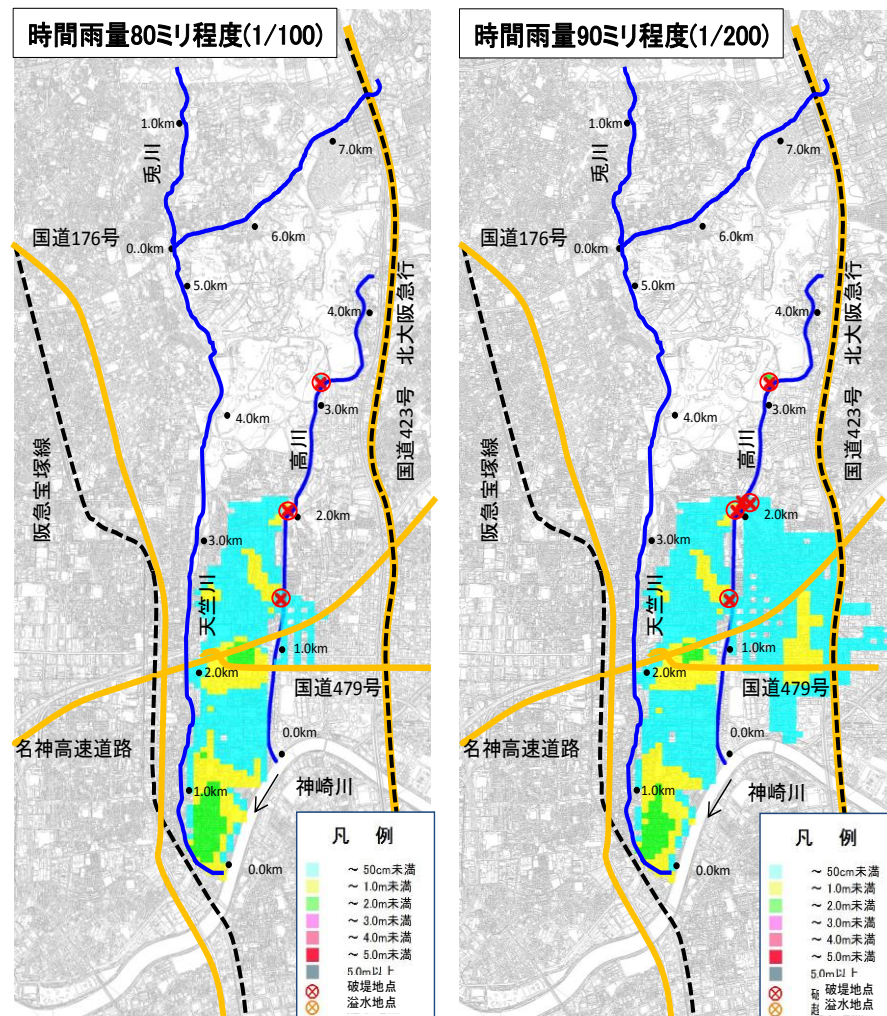 時間雨量80ミリ程度(1/100)
1.0km
兎川
7.0km
国道176号
0.0km
6.0km
5.0km
北大阪急行
4.0km
3.0km
4.0km
高川
国道423号
阪急宝塚線
2.0km
3.0km
天竺川
1.0km
2.0km
国道479号
名神高速道路
0.0km
1.0km
神崎川
0.0km
凡 例
～ 50cm未満
～ 1.0m未満
～ 2.0m未満
～ 3.0m未満
～ 4.0m未満
～ 5.0m未満
5.0m以上
破堤地点
溢水地点
時間雨量90ミリ程度(1/200)
1.0km
兎川
7.0km
国道176号
0.0km
6.0km
5.0km
北大阪急行
4.0km
3.0km
4.0km
高川
国道423号
阪急宝塚線
2.0km
3.0km
天竺川
1.0km
2.0km
国道479号
名神高速道路
0.0km
1.0km
神崎川
0.0km
凡 例
～ 50cm未満
～ 1.0m未満
～ 2.0m未満
～ 3.0m未満
～ 4.0m未満
～ 5.0m未満
5.0m以上
破堤地点
溢水地点